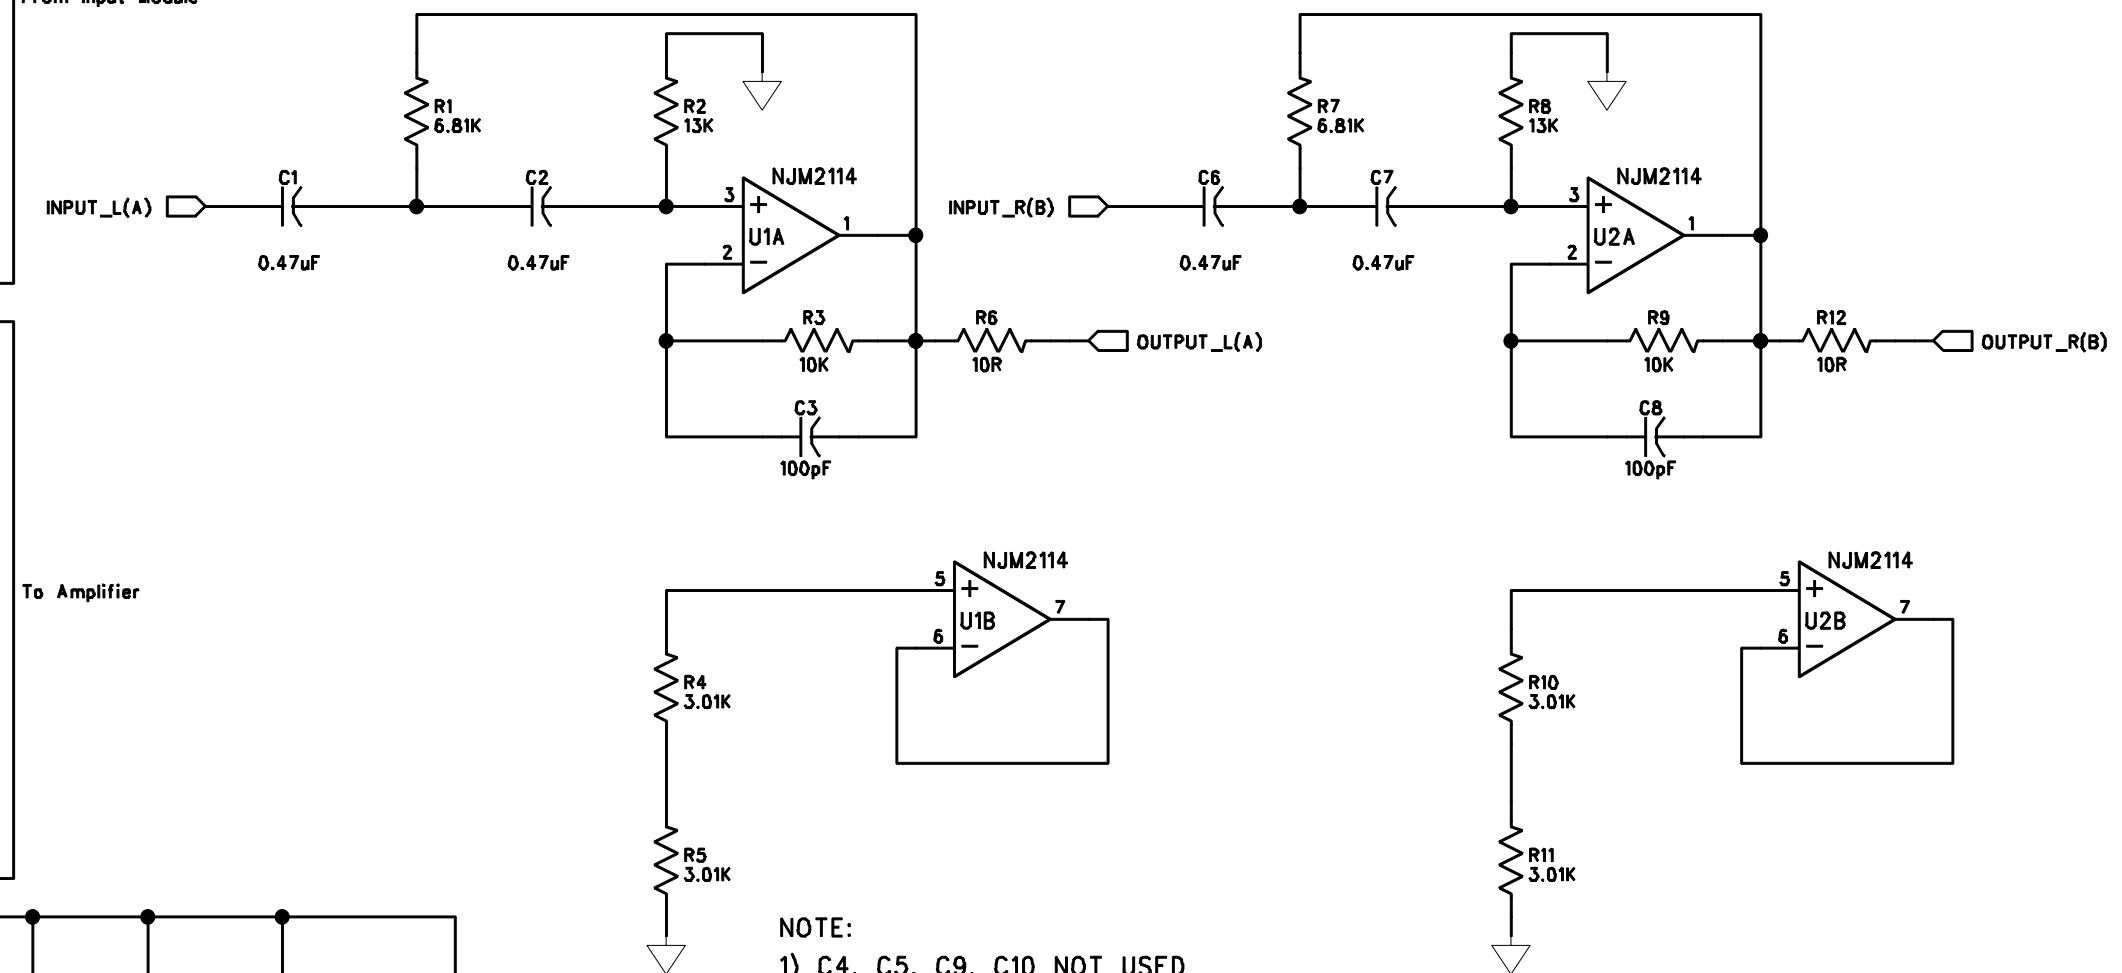 From Input Module
R1
6.81K
R2
13K
R7
6.81K
R8
13K
C1
C2
NJM2114
C6
C7
NJM2114
INPUT_L(A)
3
+
1
INPUT_R(B)
3
+
1
U1A
U2A
0.47uF
0.47uF
2
−
0.47uF
0.47uF
2
−
R3
10K
R6
10R
OUTPUT_L(A)
R9
10K
R12
10R
OUTPUT_R(B)
C3
100pF
C8
100pF
NJM2114
NJM2114
To Amplifier
5
+
7
U1B
6
−
5
+
7
U2B
6
−
R4
3.01K
R10
3.01K
R5
3.01K
R11
3.01K
NOTE:
1) C4, C5, C9, C10 NOT USED